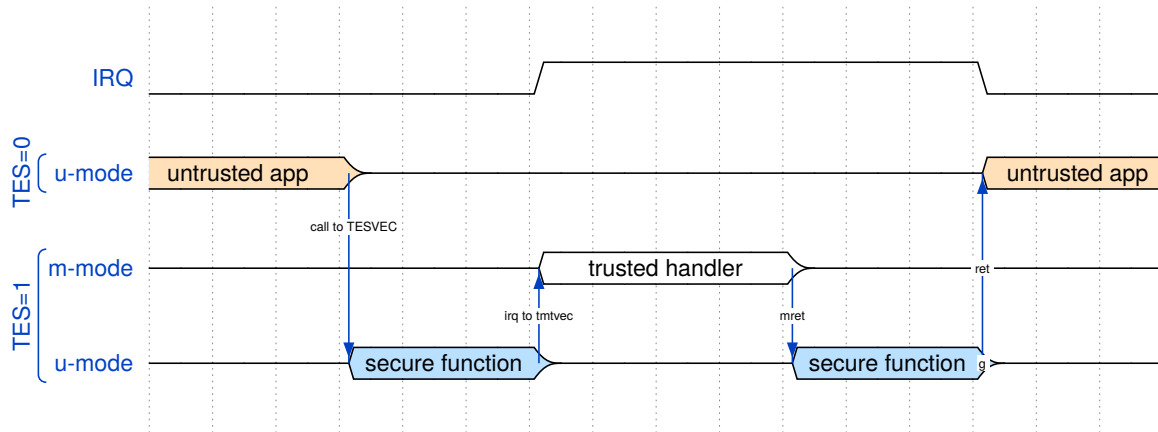 IRQ
TES=0
u-mode
untrusted app
untrusted app
call to TESVEC
TES=1
m-mode
trusted handler
ret
irq to tmtvec
mret
u-mode
secure function
secure function
g